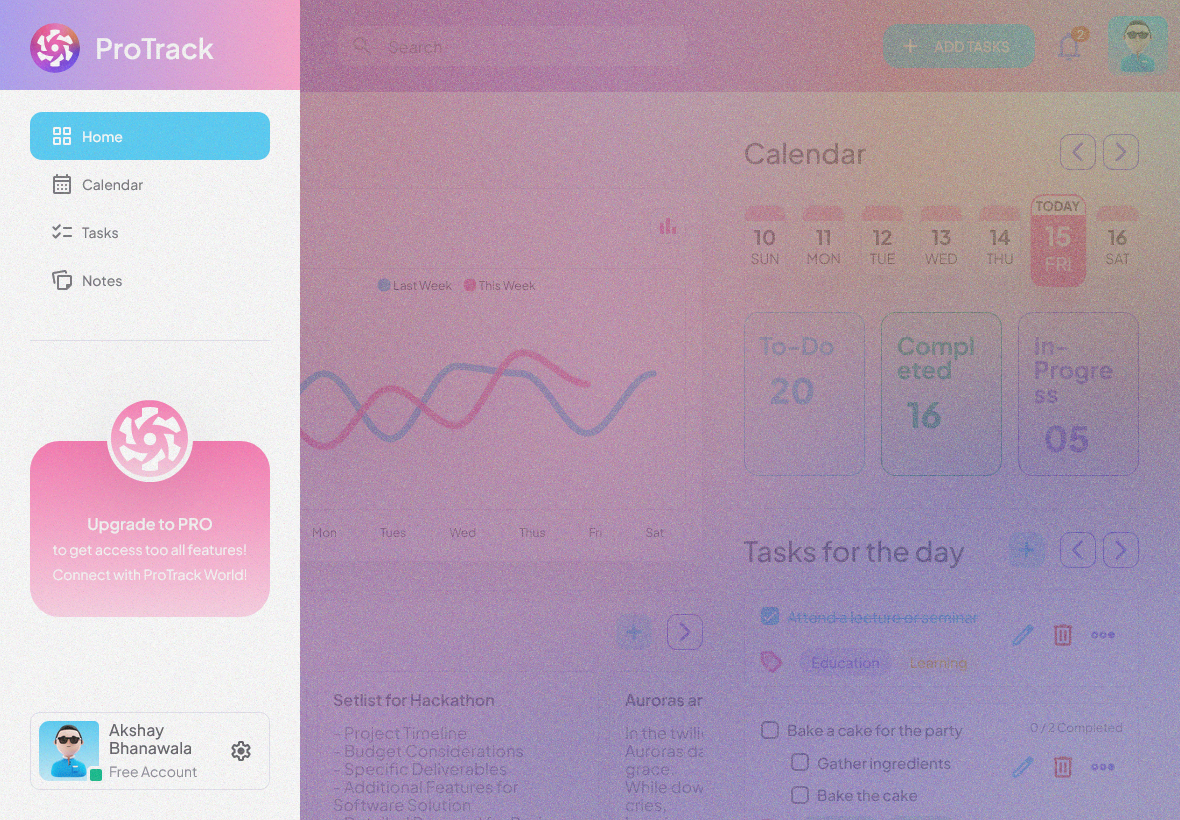 ProTrack
Home
Calendar
Tasks
Notes
Upgrade to PRO
to get access too all features!
Connect with ProTrack World!
Akshay
Bhanawala
Free Account
Search
ADD TASKS
2
Last Week
This Week
Mon
Tues
Wed
Thus
Fri
Sat
Setlist for Hackathon
- Project Timeline
- Budget Considerations
- Specific Deliverables
- Additional Features for
Software Solution
Auroras ar
In the twilig
Auroras da
grace.
While dow
cries,
Calendar
10
SUN
11
MON
12
TUE
13
WED
14
THU
TODAY
15
FRI
16
SAT
To-Do
20
Compl
eted
16
In-
Progre
ss
05
Tasks for the day
Attend a lecture or seminar
Education
Learning
Bake a cake for the party
0 / 2 Completed
Gather ingredients
Bake the cake